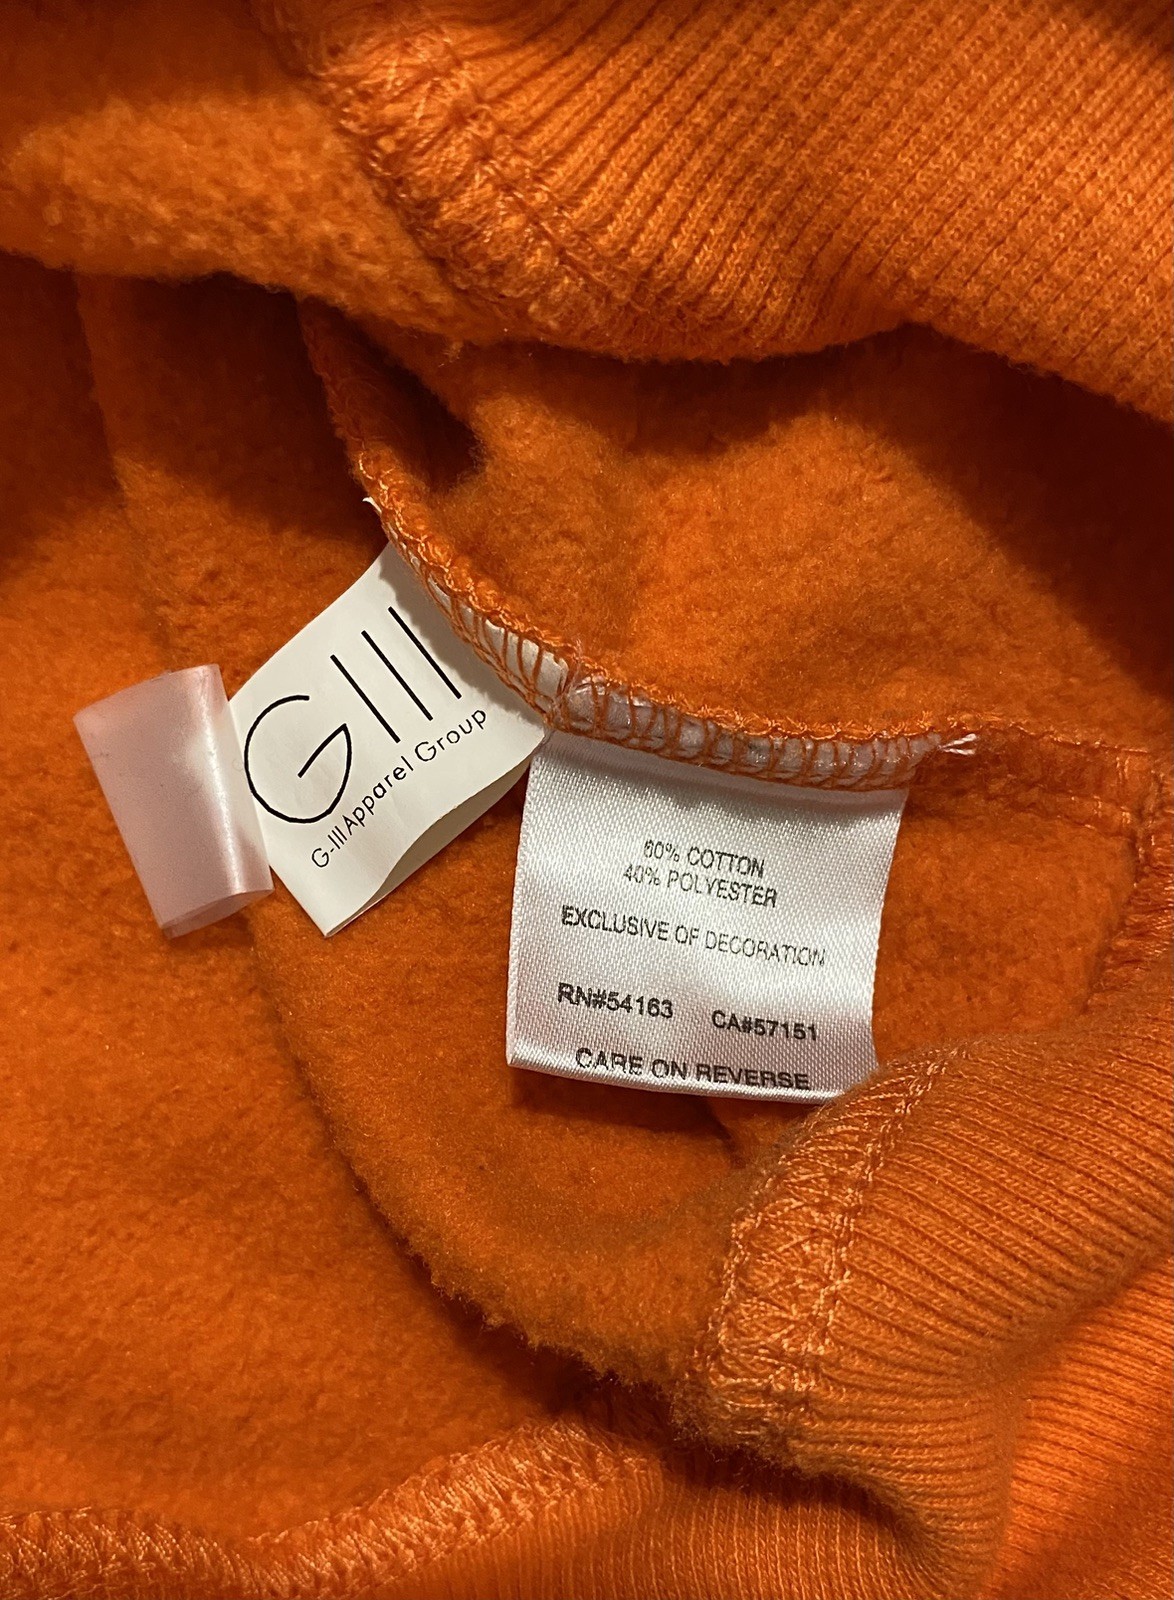 GIII
G-III Apparel Group
60% COTTON
40% POLYESTER
EXCLUSIVE OF DECORATION
RN#54163 CA#57151
CARE ON REVERSE